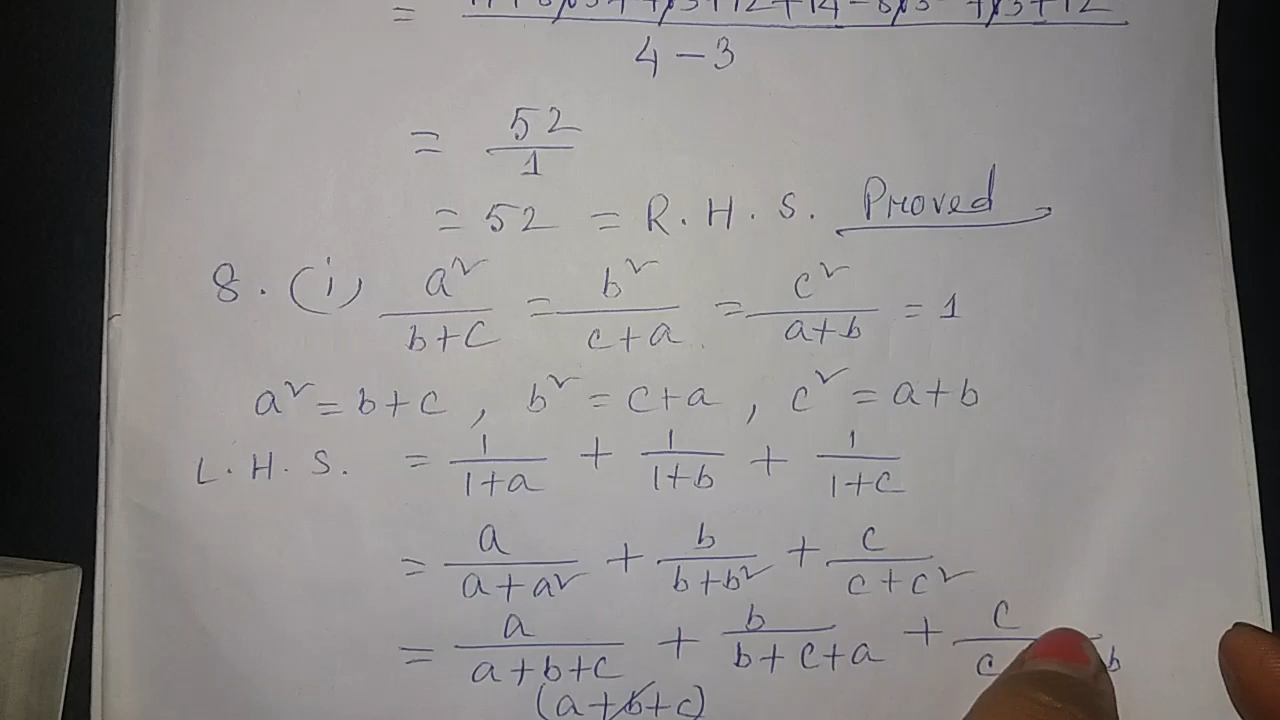 =
4 - 3
= 52/1
= 52 = R.H.S. Proved
8. (i) a²/(b+c) = b²/(c+a) = c²/(a+b) = 1
a² = b+c, b² = c+a, c² = a+b
L.H.S. = 1/(1+a) + 1/(1+b) + 1/(1+c)
= a/(a+a²) + b/(b+b²) + c/(c+c²)
= a/(a+b+c) + b/(b+c+a) + c/(c b
(a+b+c)